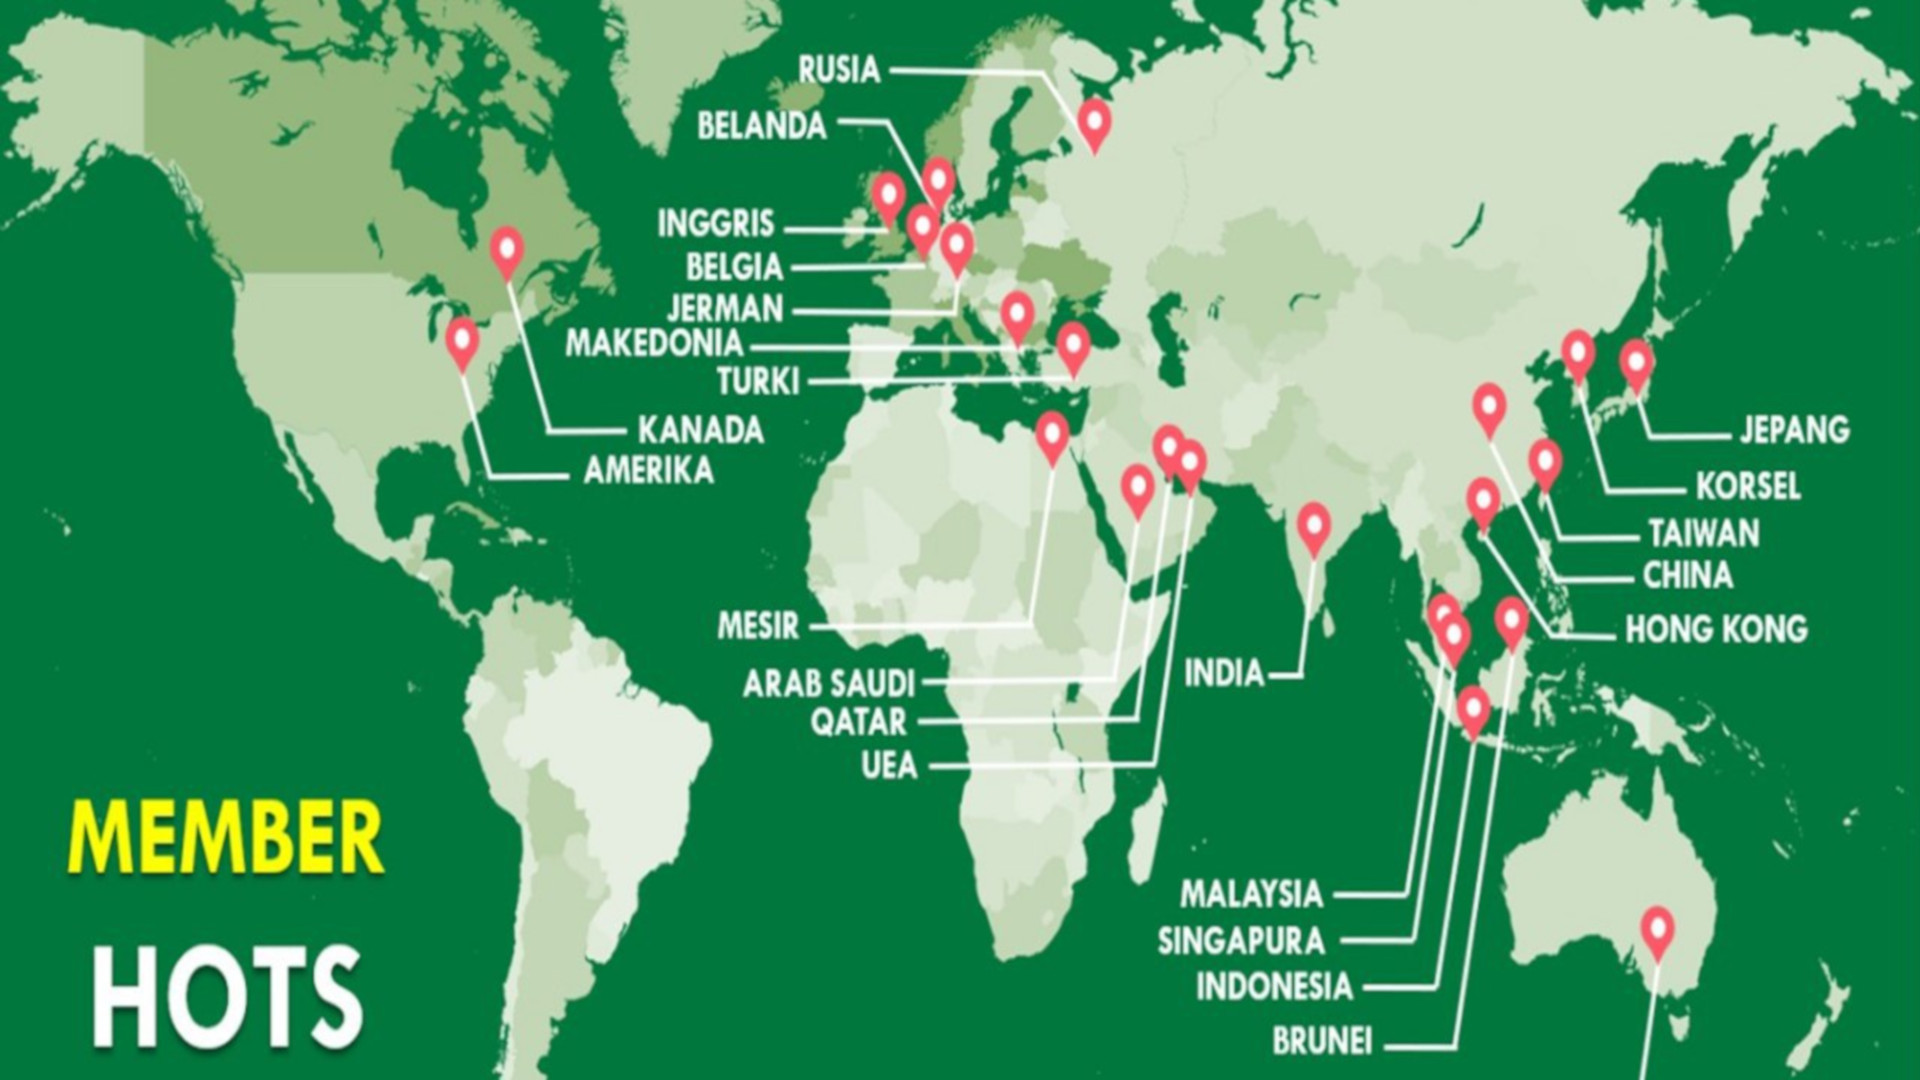 RUSIA
BELANDA
INGGRIS
BELGIA
JERMAN
MAKEDONIA
TURKI
KANADA
AMERIKA
JEPANG
KORSEL
TAIWAN
CHINA
HONG KONG
MESIR
ARAB SAUDI
QATAR
UEA
INDIA
MALAYSIA
SINGAPURA
INDONESIA
BRUNEI
MEMBER
HOTS